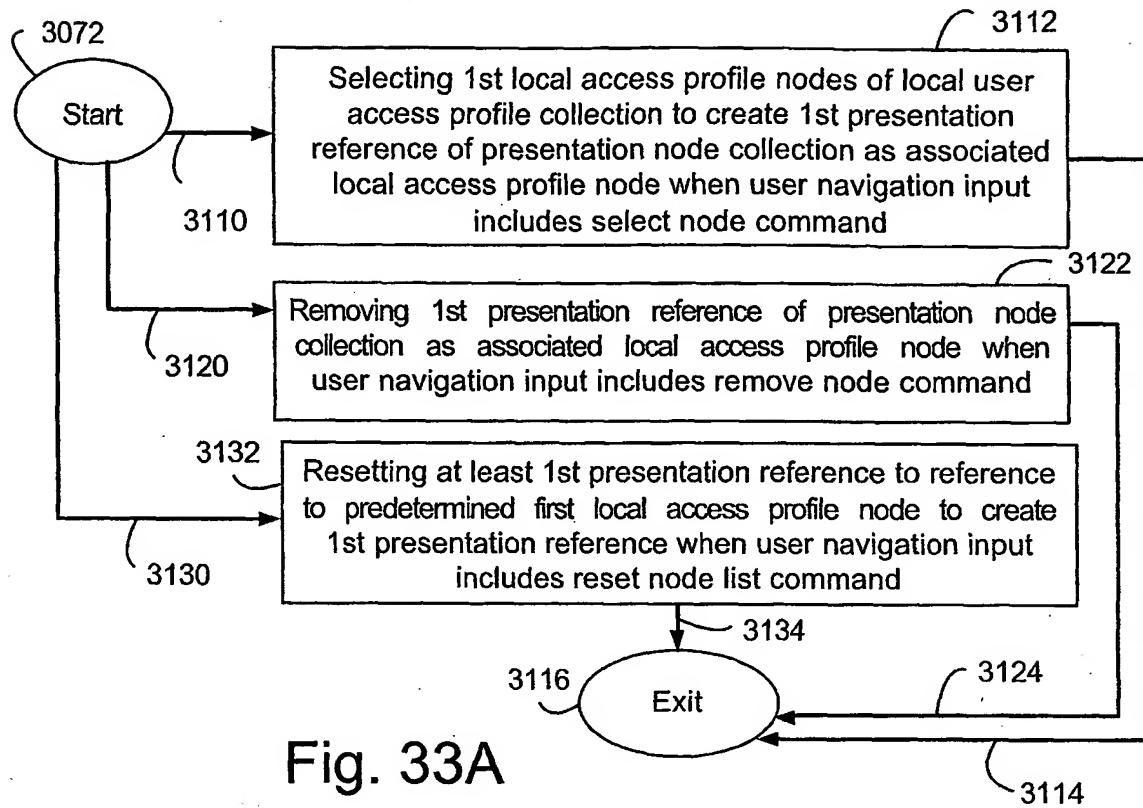 3072
Start
3110
3112
Selecting 1st local access profile nodes of local user
access profile collection to create 1st presentation
reference of presentation node collection as associated
local access profile node when user navigation input
includes select node command
3120
3122
Removing 1st presentation reference of presentation node
collection as associated local access profile node when
user navigation input includes remove node command
3132
Resetting at least 1st presentation reference to reference
to predetermined first local access profile node to create
1st presentation reference when user navigation input
includes reset node list command
3130
3134
3116
Exit
3124
3114
Fig. 33A